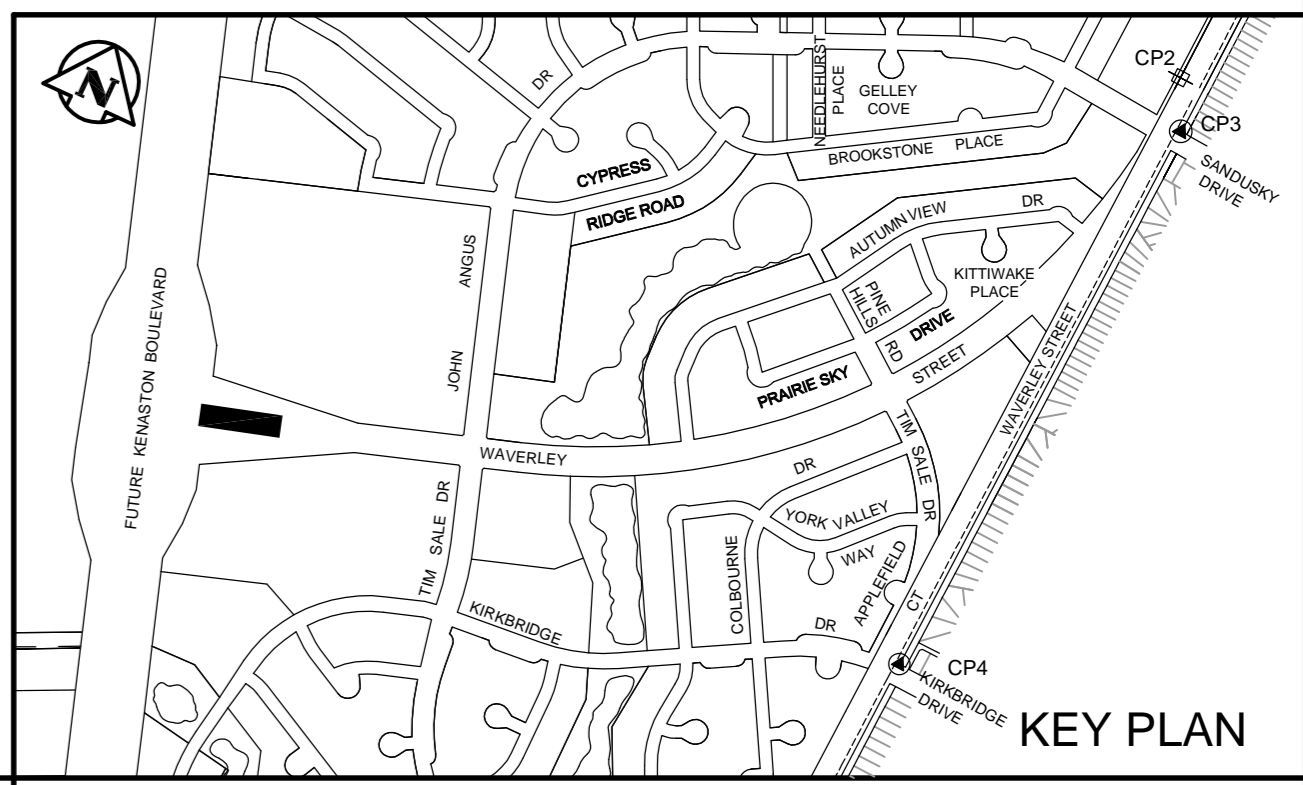 N
DR
NEEDLEHURST
PLACE
GELLEY
COVE
CP2
CP3
SANDUSKY
DRIVE
BROOKSTONE PLACE
CYPRESS
RIDGE ROAD
AUTUMN VIEW DR
KITTIWAKE
PLACE
JOHN ANGUS
PINE
HILLS
RD
DRIVE
PRAIRIE SKY
STREET
WAVERLEY STREET
FUTURE KENASTON BOULEVARD
WAVERLEY
TIM SALE DR
DR
YORK VALLEY
WAY
TIM SALE DR
COLBOURNE
APPLEFIELD
CT
KIRKBRIDGE
DR
CP4
KIRKBRIDGE
DRIVE
KEY PLAN